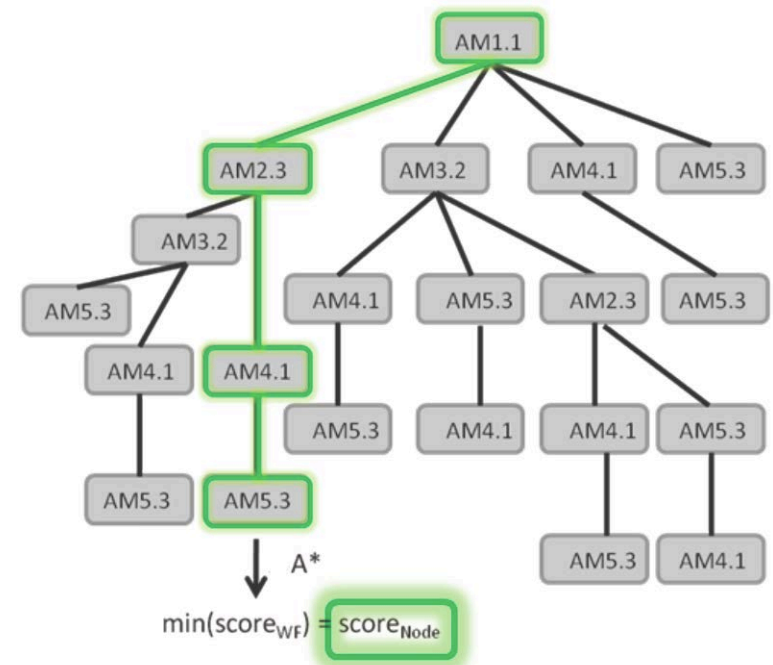 AM1.1
AM2.3 AM3.2 AM4.1 AM5.3
AM3.2
AM5.3 AM4.1 AM5.3 AM2.3 AM5.3
AM4.1 AM4.1
AM5.3 AM4.1 AM4.1 AM5.3
AM5.3 AM5.3
AM5.3 AM4.1
A*
min(scoreWF) = scoreNode